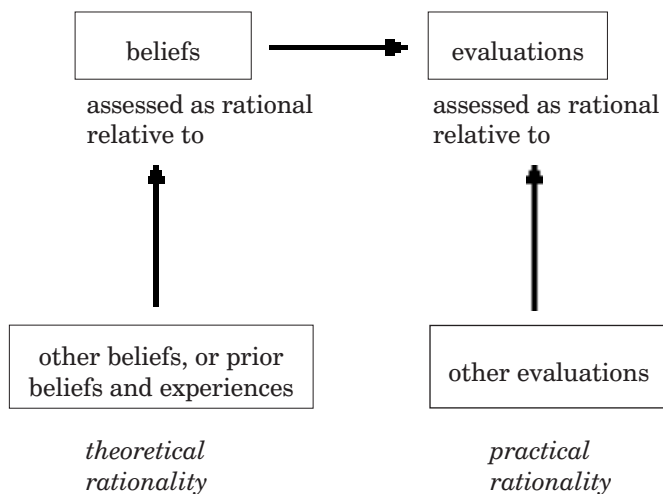 beliefs
evaluations
assessed as rational
relative to
assessed as rational
relative to
other beliefs, or prior
beliefs and experiences
other evaluations
theoretical
rationality
practical
rationality